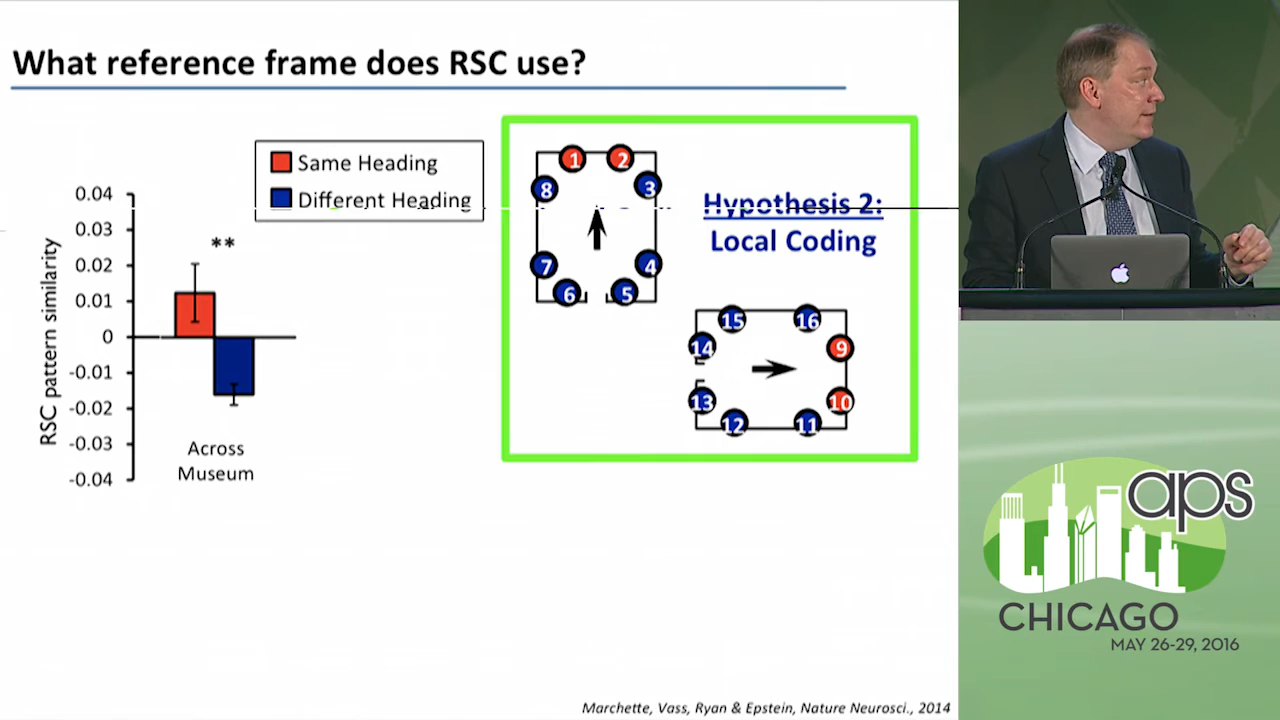 What reference frame does RSC use?
Same Heading
Different Heading
0.04
0.03
0.02
0.01
0
-0.01
-0.02
-0.03
-0.04
RSC pattern similarity
**
Across
Museum
1
2
8
3
7
4
6
5
Hypothesis 2:
Local Coding
15
16
14
9
13
10
12
11
Marchette, Vass, Ryan & Epstein, Nature Neurosci., 2014
aps
CHICAGO
MAY 26-29, 2016